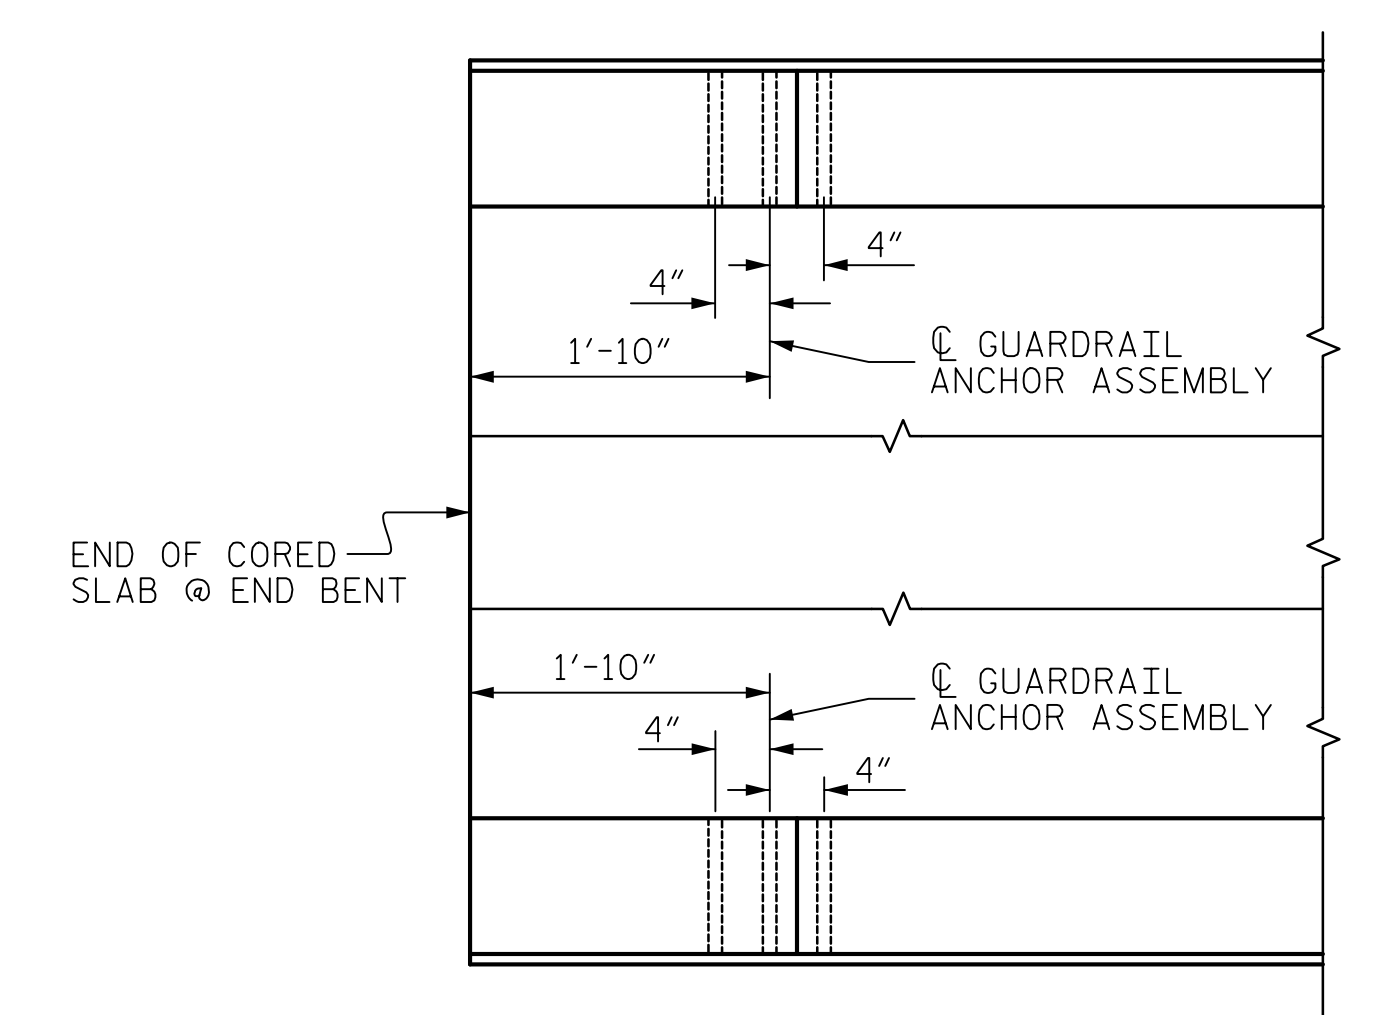 4"
4"
1'-10"
℄ GUARDRAIL
ANCHOR ASSEMBLY
END OF CORED
SLAB @ END BENT
1'-10"
℄ GUARDRAIL
ANCHOR ASSEMBLY
4"
4"